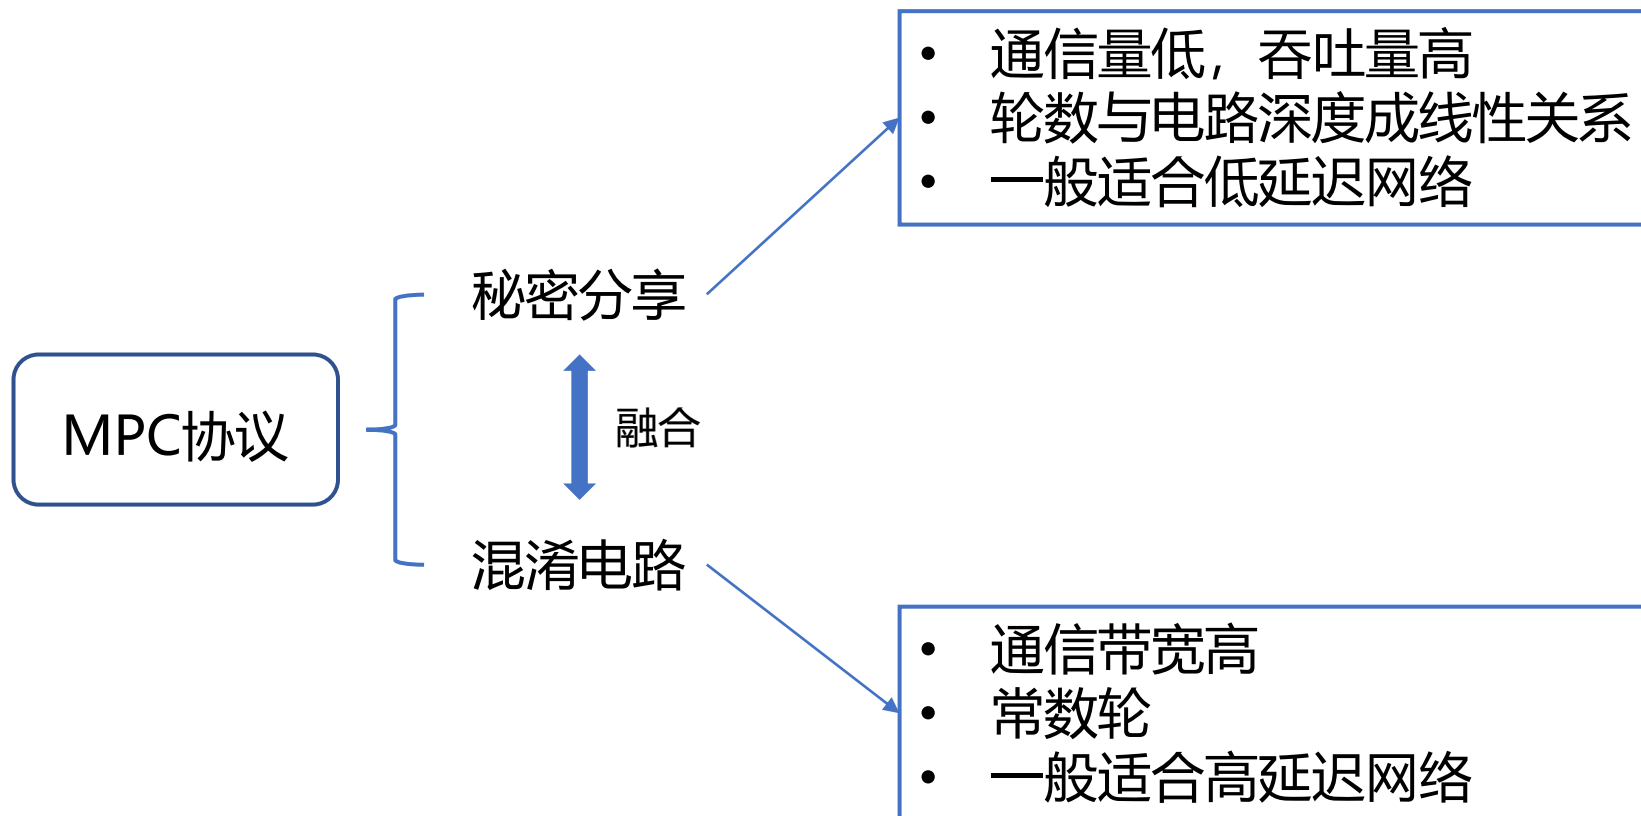 • 通信量低，吞吐量高
• 轮数与电路深度成线性关系
• 一般适合低延迟网络
秘密分享
MPC协议
融合
混淆电路
• 通信带宽高
• 常数轮
• 一般适合高延迟网络